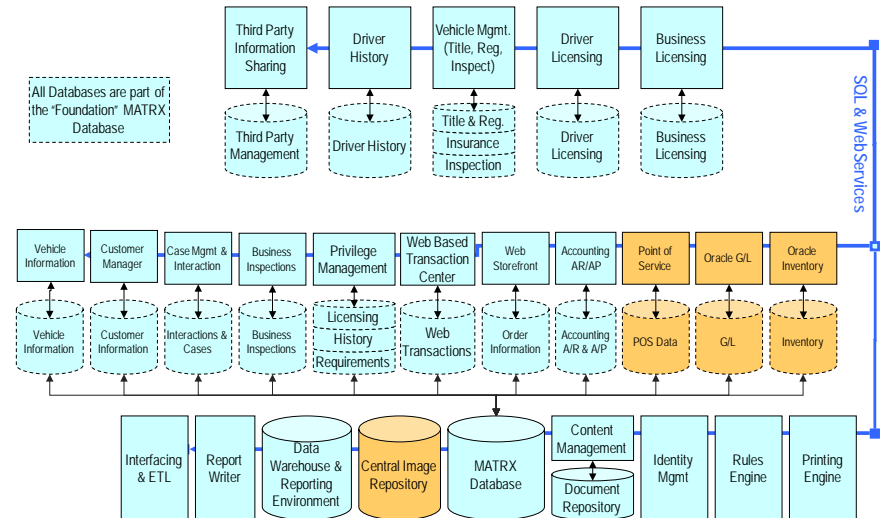 Third Party
Information
Sharing
Driver
History
Vehicle Mgmt.
(Title, Reg,
Inspect)
Driver
Licensing
Business
Licensing
All Databases are part of
the “Foundation” MATRX
Database
Third Party
Management
Driver History
Title & Reg.
Insurance
Inspection
Driver
Licensing
Business
Licensing
SQL & WebServices
Vehicle
Information
Customer
Manager
Case Mgmt &
Interaction
Business
Inspections
Privilege
Management
Web Based
Transaction
Center
Web
Storefront
Accounting
AR/AP
Point of
Service
Oracle G/L
Oracle
Inventory
Vehicle
Information
Customer
Information
Interactions &
Cases
Business
Inspections
Licensing
History
Requirements
Web
Transactions
Order
Information
Accounting
A/R & A/P
POS Data
G/L
Inventory
Interfacing
& ETL
Report
Writer
Data
Warehouse &
Reporting
Environment
Central Image
Repository
MATRX
Database
Content
Management
Document
Repository
Identity
Mgmt
Rules
Engine
Printing
Engine